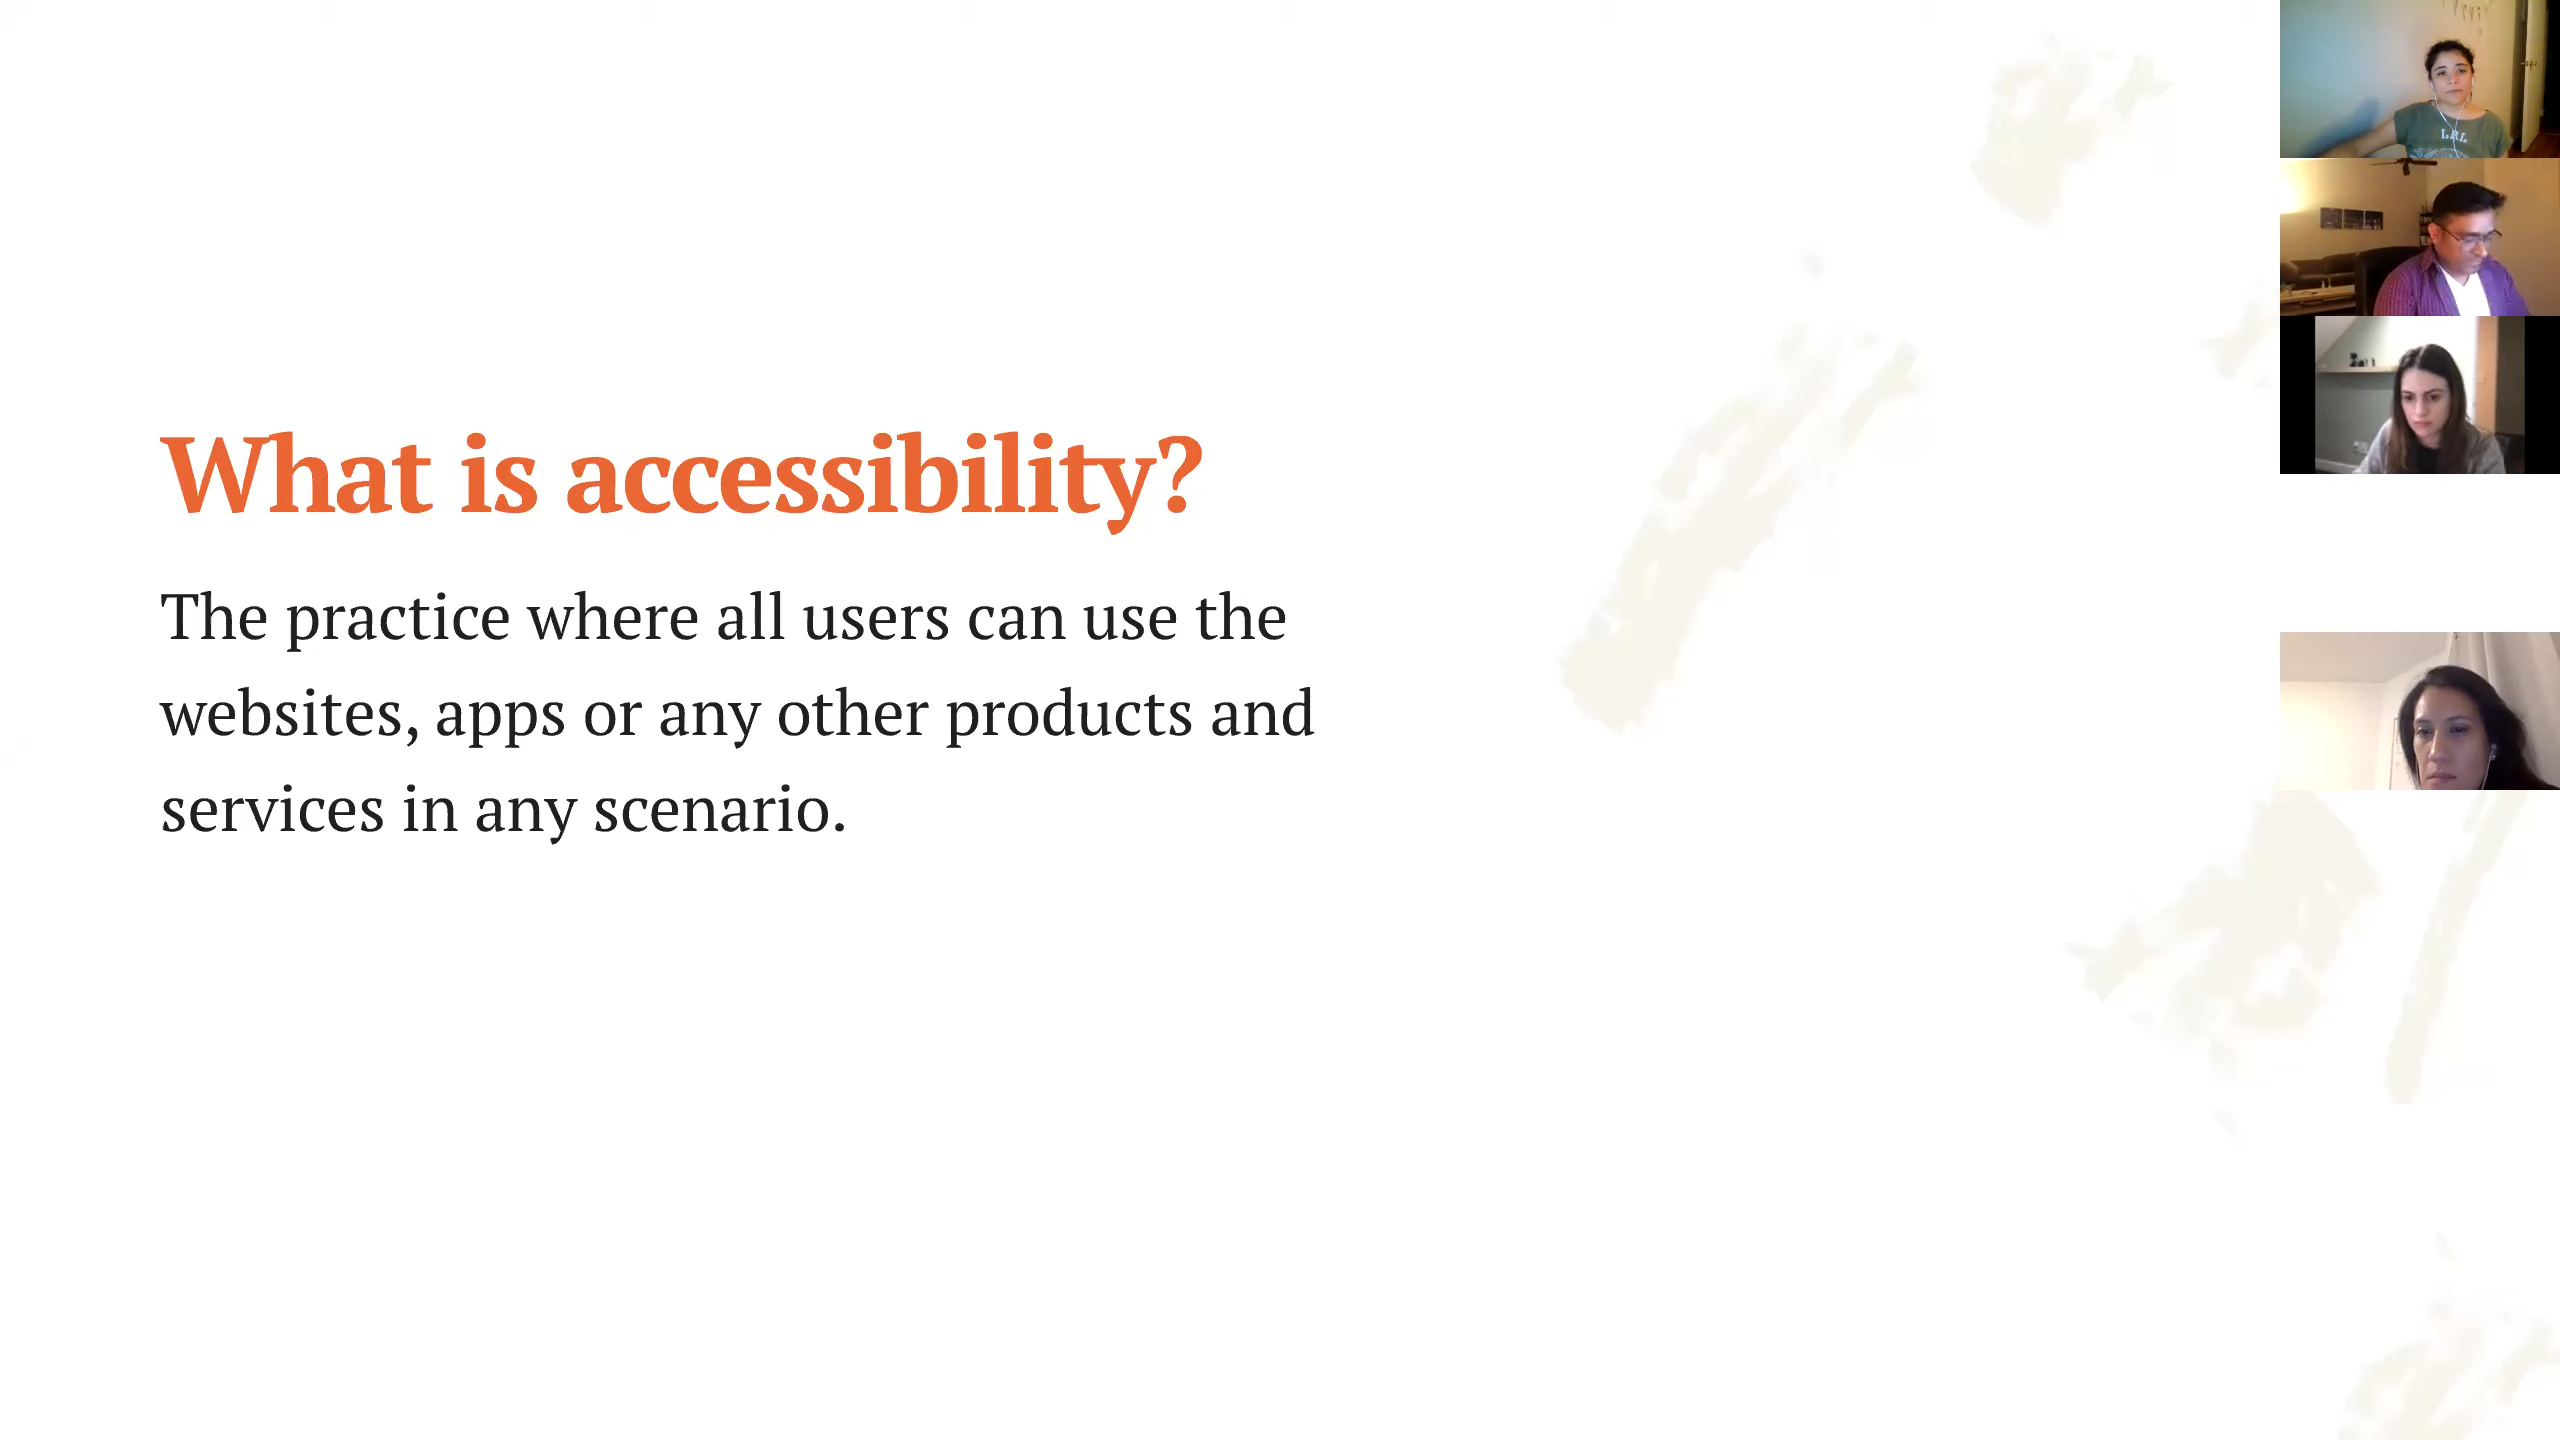 What is accessibility?
The practice where all users can use the
websites, apps or any other products and
services in any scenario.